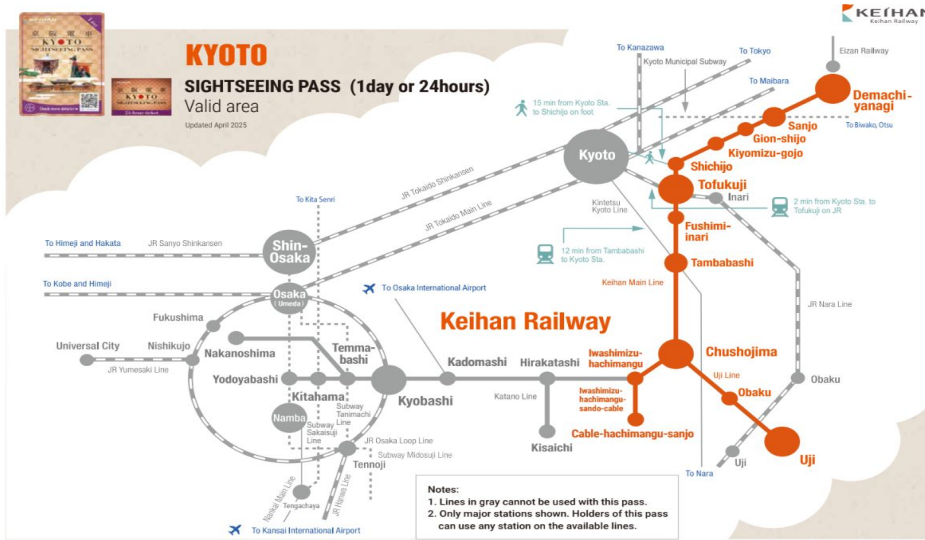 KEIHAN
Keihan Railway
KYOTO
SIGHTSEEING PASS (1day or 24hours)
Valid area
Updated April 2025
京阪電車
KYOTO
SIGHTSEEING PASS
KYOTO
SIGHTSEEING PASS
To Kanazawa
To Tokyo
Kyoto Municipal Subway
To Maibara
Eizan Railway
Demachi-
yanagi
15 min from Kyoto Sta.
to Shichijo on foot
Sanjo
To Biwako, Otsu
Gion-shijo
Kiyomizu-gojo
Kyoto
Shichijo
Tofukuji
Inari
JR Tokaido Shinkansen
Kintetsu
Kyoto Line
2 min from Kyoto Sta. to
Tofukuji on JR
To Kita Senri
JR Tokaido Main Line
Fushimi-
inari
To Himeji and Hakata
JR Sanyo Shinkansen
Shin-
Osaka
12 min from Tambabashi
to Kyoto Sta.
Tambabashi
To Kobe and Himeji
Osaka
(Umeda)
To Osaka International Airport
Keihan Main Line
JR Nara Line
Fukushima
Keihan Railway
Universal City
Nishikujo
Nakanoshima
Temma-
bashi
JR Yumesaki Line
Kadomashi
Hirakatashi
Iwashimizu-
hachimangu
Chushojima
Yodoyabashi
Kitahama
Kyobashi
Katano Line
Iwashimizu-
hachimangu-
sando-cable
Uji Line
Obaku
Obaku
Namba
Subway
Sakaisuji
Line
Subway
Tanimachi
Line
JR Osaka Loop Line
Subway Midosuji Line
Kisaichi
Cable-hachimangu-sanjo
Uji
Uji
Tennoji
Nankai Main Line
Tengachaya
JR Hanwa Line
To Nara
To Kansai International Airport
Notes:
1. Lines in gray cannot be used with this pass.
2. Only major stations shown. Holders of this pass
can use any station on the available lines.